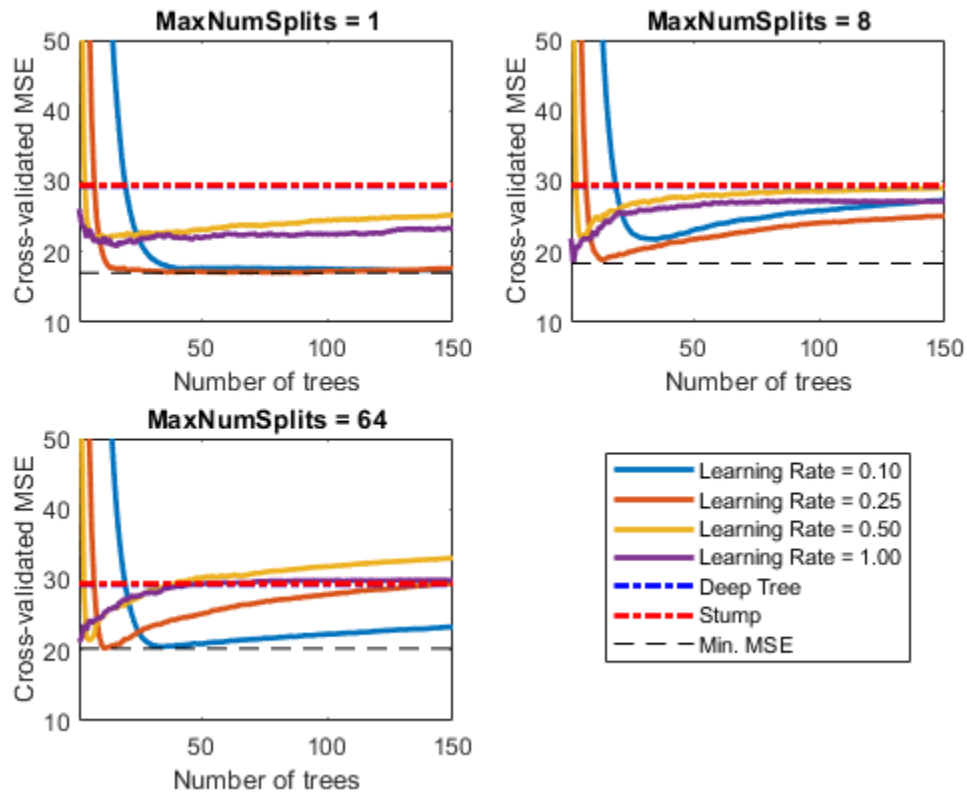 MaxNumSplits = 1
50
40
30
20
10
Cross-validated MSE
50
100
150
Number of trees
MaxNumSplits = 8
50
40
30
20
10
Cross-validated MSE
50
100
150
Number of trees
MaxNumSplits = 64
50
40
30
20
10
Cross-validated MSE
50
100
150
Number of trees
Learning Rate = 0.10
Learning Rate = 0.25
Learning Rate = 0.50
Learning Rate = 1.00
Deep Tree
Stump
Min. MSE